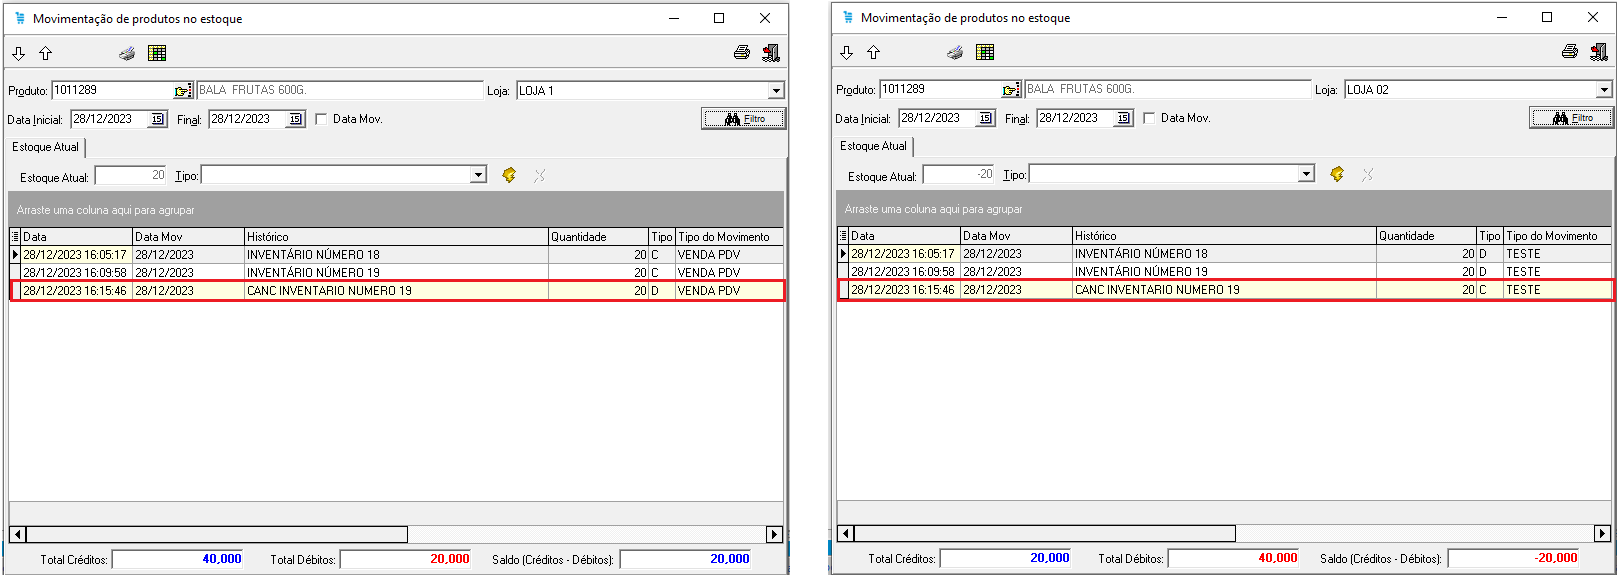 Movimentação de produtos no estoque
Produto: 1011289 BALA FRUTAS 600G. Loja: LOJA 1
Data Inicial: 28/12/2023 15 Final: 28/12/2023 15 Data Mov. Filtro
Estoque Atual
Estoque Atual: 20 Tipo:
Arraste uma coluna aqui para agrupar
Data Data Mov Histórico Quantidade Tipo Tipo do Movimento
28/12/2023 16:05:17 28/12/2023 INVENTÁRIO NÚMERO 18 20 C VENDA PDV
28/12/2023 16:09:58 28/12/2023 INVENTÁRIO NÚMERO 19 20 C VENDA PDV
28/12/2023 16:15:46 28/12/2023 CANC INVENTARIO NUMERO 19 20 D VENDA PDV
Total Créditos: 40,000 Total Débitos: 20,000 Saldo (Créditos - Débitos): 20,000
Movimentação de produtos no estoque
Produto: 1011289 BALA FRUTAS 600G. Loja: LOJA 02
Data Inicial: 28/12/2023 15 Final: 28/12/2023 15 Data Mov. Filtro
Estoque Atual
Estoque Atual: -20 Tipo:
Arraste uma coluna aqui para agrupar
Data Data Mov Histórico Quantidade Tipo Tipo do Movimento
28/12/2023 16:05:17 28/12/2023 INVENTÁRIO NÚMERO 18 20 D TESTE
28/12/2023 16:09:58 28/12/2023 INVENTÁRIO NÚMERO 19 20 D TESTE
28/12/2023 16:15:46 28/12/2023 CANC INVENTARIO NUMERO 19 20 C TESTE
Total Créditos: 20,000 Total Débitos: 40,000 Saldo (Créditos - Débitos): -20,000